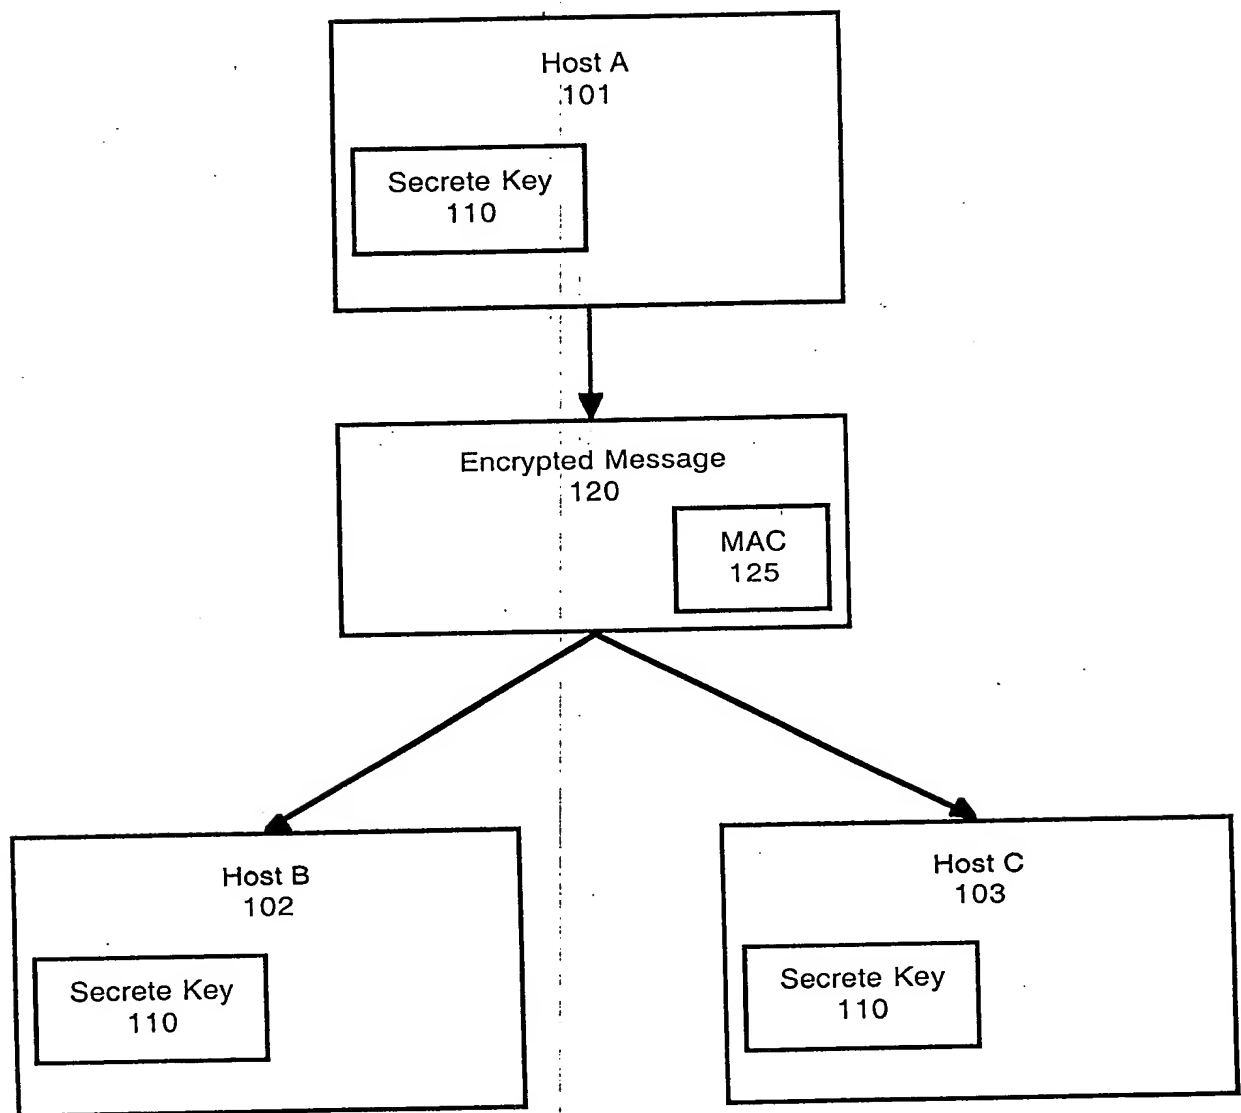 Host A
101
Secrete Key
110
Encrypted Message
120
MAC
125
Host B
102
Secrete Key
110
Host C
103
Secrete Key
110